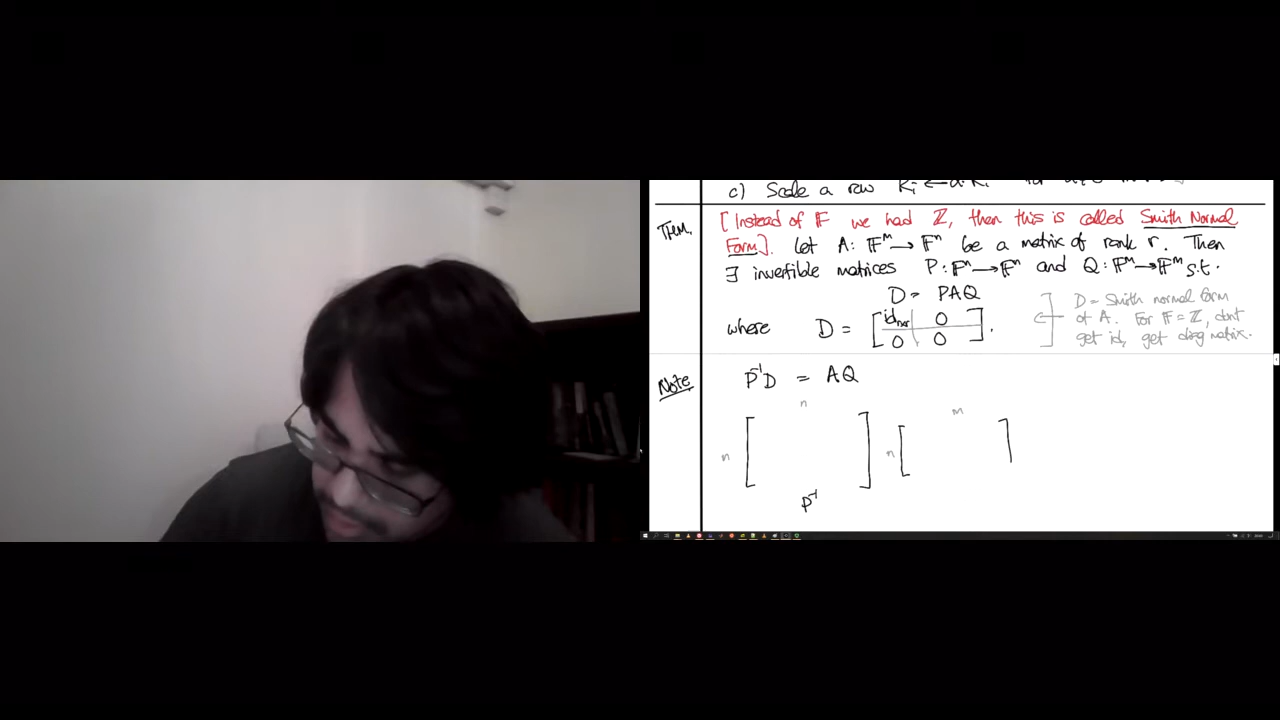 c) Scale a row
Thm. [Instead of 𝔽 we had ℤ, then this is called Smith Normal
Form]. Let A: 𝔽^m → 𝔽^n be a matrix of rank r. Then
∃ invertible matrices P: 𝔽^n → 𝔽^n and Q: 𝔽^m → 𝔽^m s.t.
D = PAQ
where D = [id_{r×r} 0
0 0].
D = Smith normal form
of A. For 𝔽 = ℤ, don't
get id, get diag matrix.
Note P^{-1}D = AQ
n
m
n
n
P^{-1}